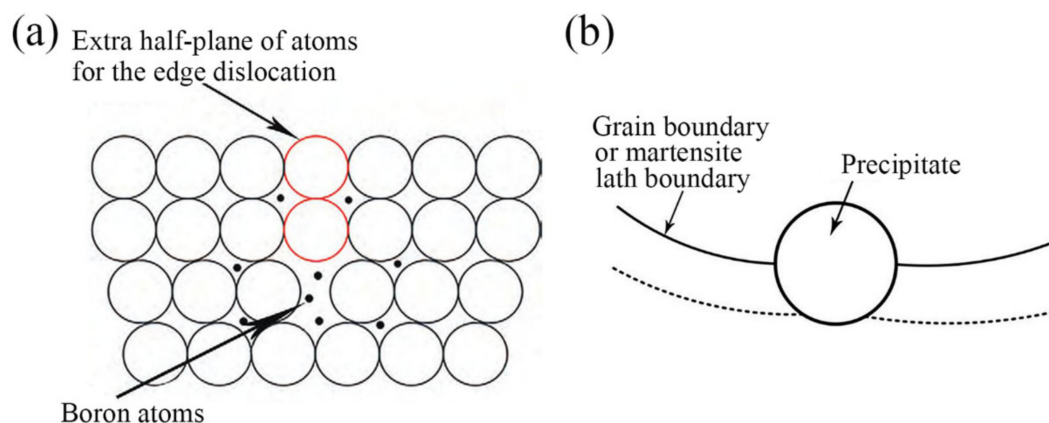 (a)
Extra half-plane of atoms
for the edge dislocation
Boron atoms
(b)
Grain boundary
or martensite
lath boundary
Precipitate